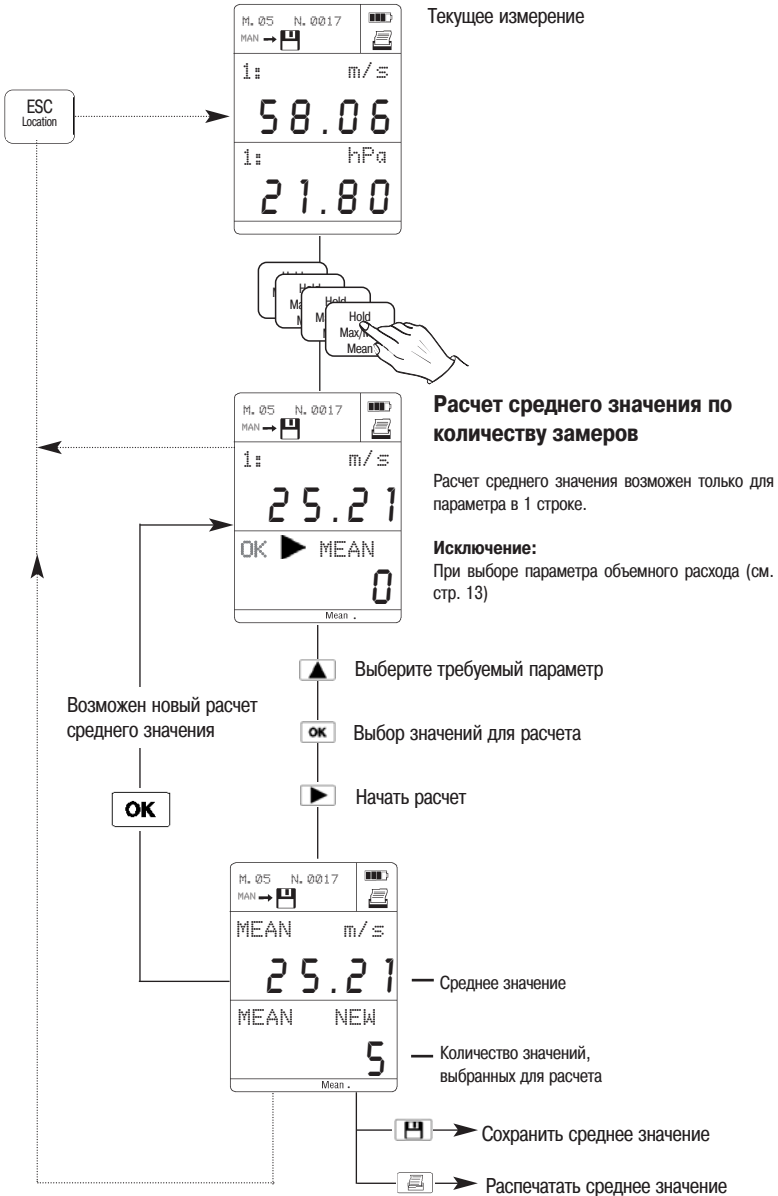 M.05 N.0017
MAN
Текущее измерение
1: m/s
58.06
1: hPa
21.80
ESC
Location
Hold
Hold
Hold
Hold
Max/M
Mean
M.05 N.0017
MAN
1: m/s
25.21
OK MEAN
0
Mean .
Расчет среднего значения по
количеству замеров
Расчет среднего значения возможен только для
параметра в 1 строке.
Исключение:
При выборе параметра объемного расхода (см.
стр. 13)
Выберите требуемый параметр
OK Выбор значений для расчета
Начать расчет
Возможен новый расчет
среднего значения
OK
M.05 N.0017
MAN
MEAN m/s
25.21
Среднее значение
MEAN NEW
5
Mean .
Количество значений,
выбранных для расчета
Сохранить среднее значение
Распечатать среднее значение